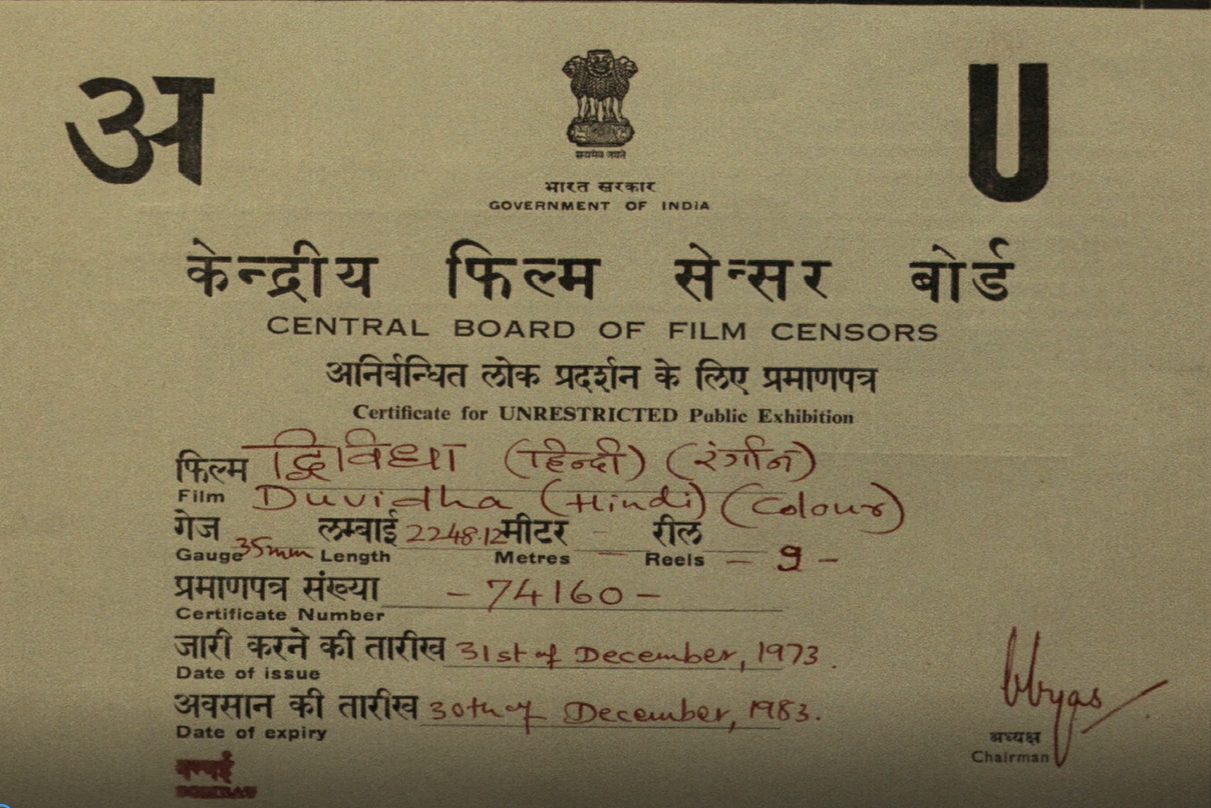 अ
U
सत्यमेव जयते
भारत सरकार
GOVERNMENT OF INDIA
केन्द्रीय फिल्म सेन्सर बोर्ड
CENTRAL BOARD OF FILM CENSORS
अनिर्बन्धित लोक प्रदर्शन के लिए प्रमाणपत्र
Certificate for UNRESTRICTED Public Exhibition
फिल्म द्विविधा (हिन्दी) (रंगीन)
Film Duvidha (Hindi) (Colour)
गेज लम्बाई 2248.12 मीटर - रील
Gauge 35mm Length Metres - Reels - 9 -
प्रमाणपत्र संख्या - 74160 -
Certificate Number
जारी करने की तारीख 31st of December, 1973.
Date of issue
अवसान की तारीख 30th of December, 1983.
Date of expiry
अध्यक्ष
Chairman
बम्बई
BOMBAY